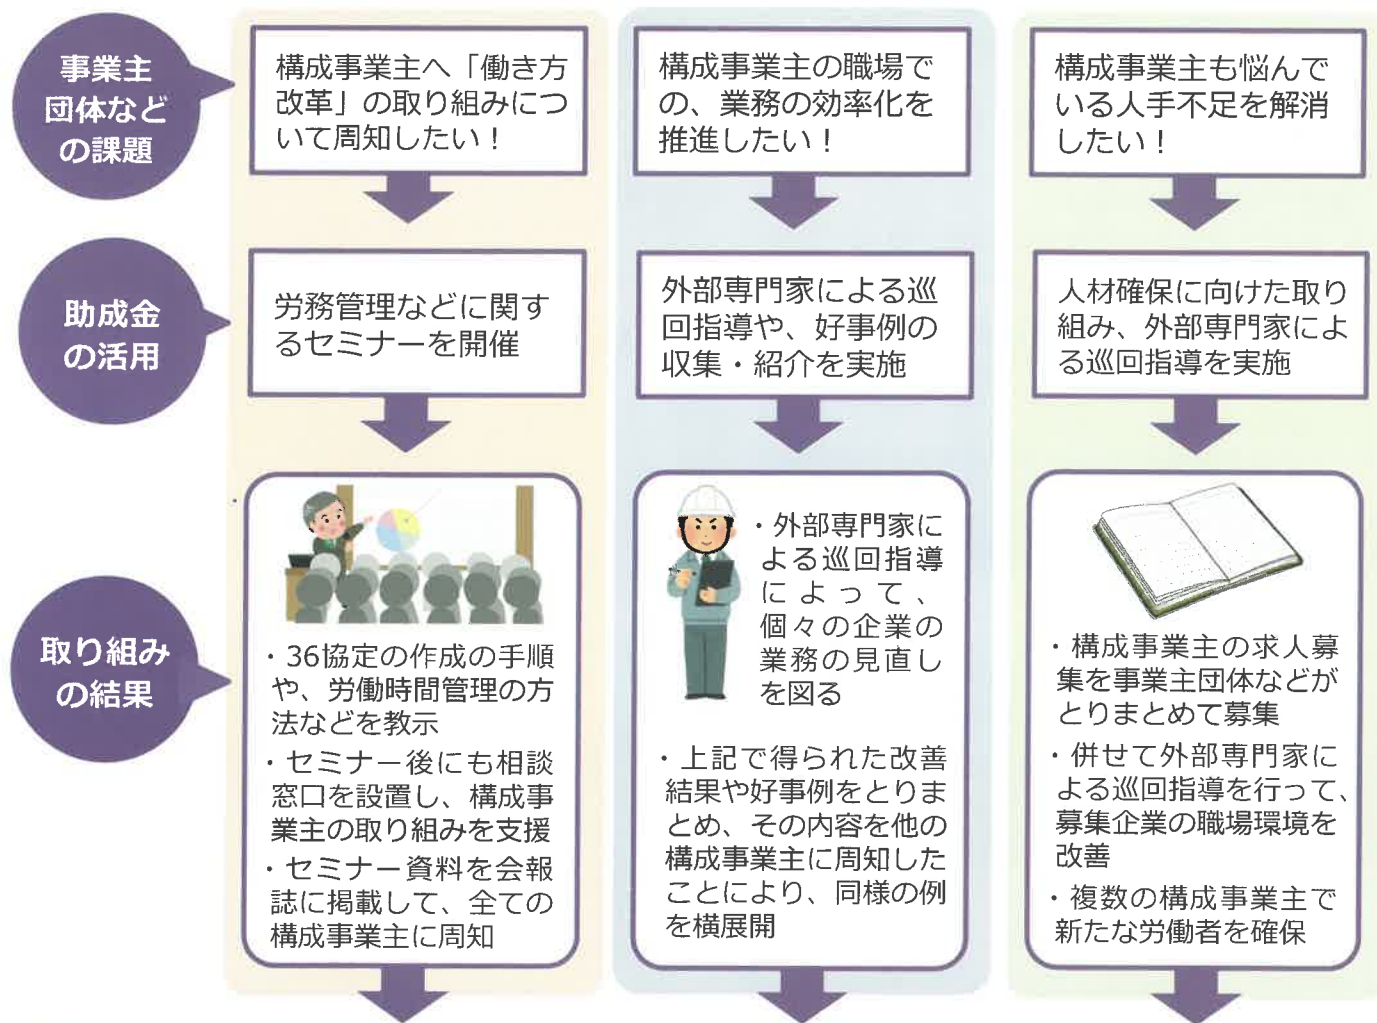 事業主
団体など
の課題
構成事業主へ「働き方
改革」の取り組みにつ
いて周知したい！
構成事業主の職場で
の、業務の効率化を
推進したい！
構成事業主も悩んで
いる人手不足を解消
したい！
助成金
の活用
労務管理などに関す
るセミナーを開催
外部専門家による巡
回指導や、好事例の
収集・紹介を実施
人材確保に向けた取り
組み、外部専門家によ
る巡回指導を実施
取り組み
の結果
・36協定の作成の手順
や、労働時間管理の方
法などを教示
・セミナー後にも相談
窓口を設置し、構成事
業主の取り組みを支援
・セミナー資料を会報
誌に掲載して、全ての
構成事業主に周知
・外部専門家に
よる巡回指導
によって、
個々の企業の
業務の見直し
を図る
・上記で得られた改善
結果や好事例をとりま
とめ、その内容を他の
構成事業主に周知した
ことにより、同様の例
を横展開
・構成事業主の求人募
集を事業主団体などが
とりまとめて募集
・併せて外部専門家に
よる巡回指導を行って、
募集企業の職場環境を
改善
・複数の構成事業主で
新たな労働者を確保